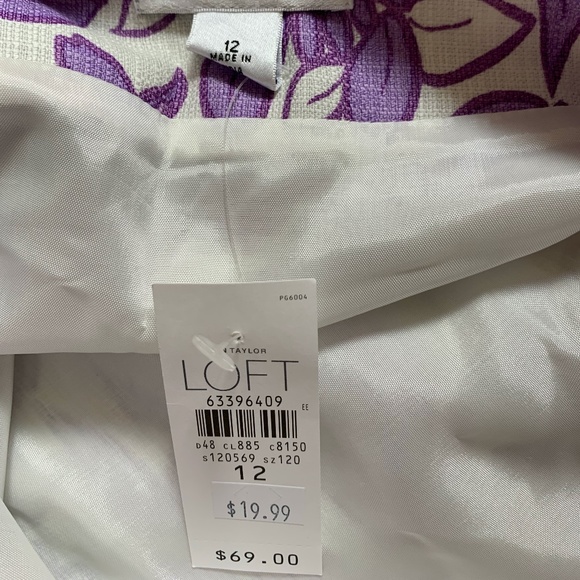 12
MADE IN
PG6004
TAYLOR
LOFT
63396409
EE
D48 CL885 C8150
S120569 SZ120
12
$19.99
$69.00